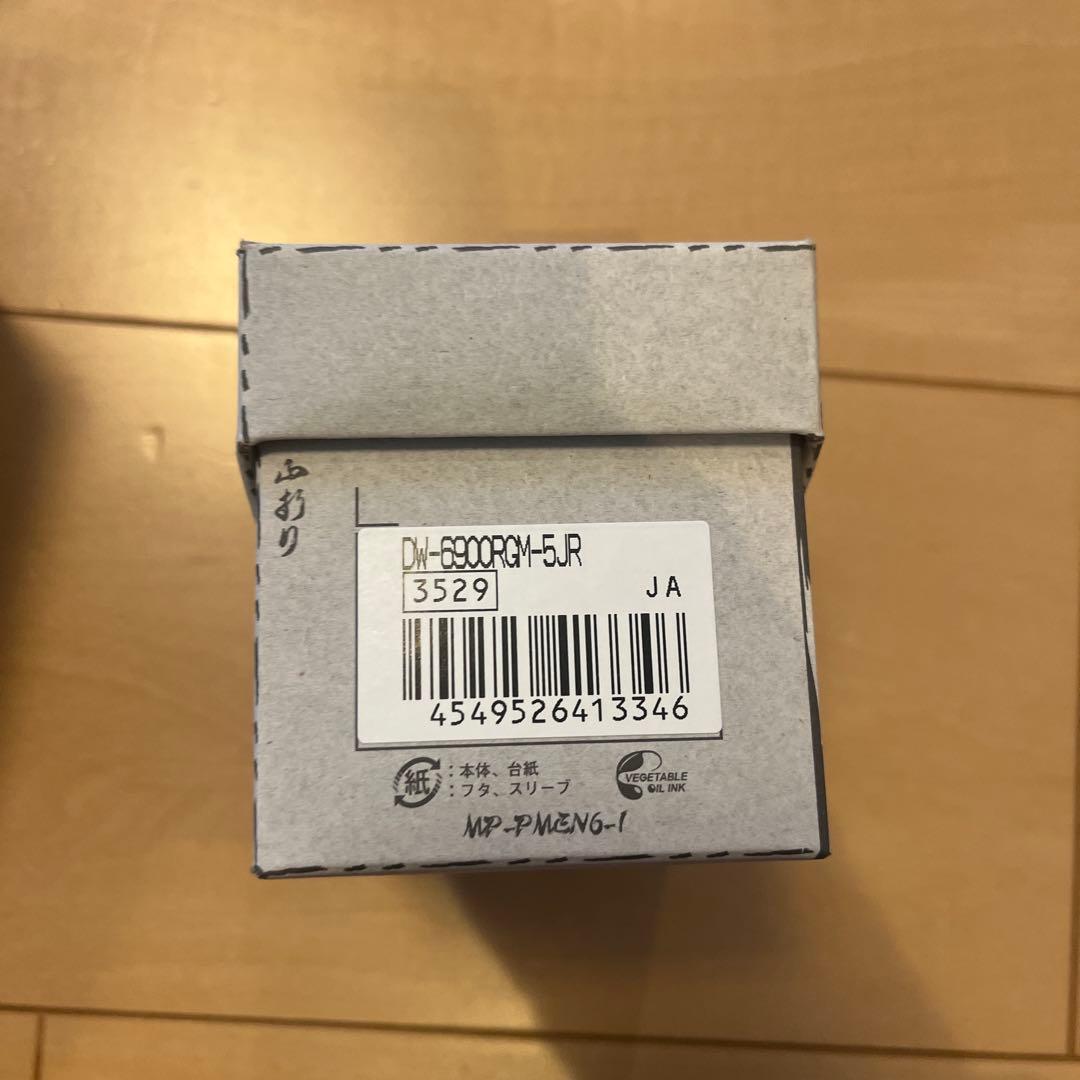 山折り
DW-6900RGM-5JR
3529
JA
4549526413346
紙
：本体、台紙
：フタ、スリーブ
VEGETABLE
OIL INK
MP-PMEN6-1